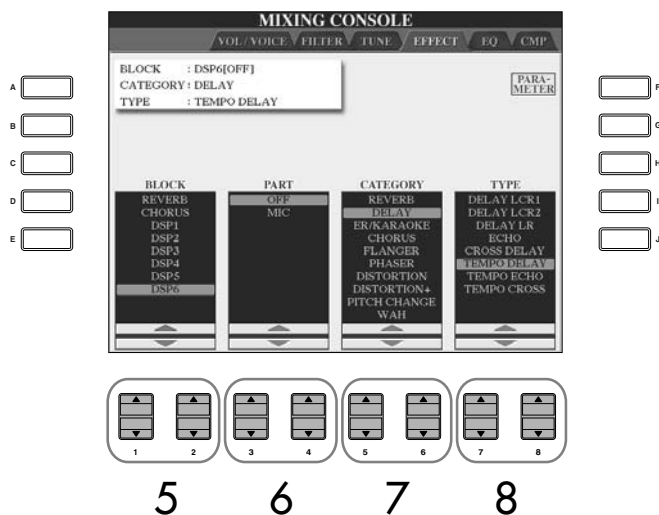 MIXING CONSOLE
VOL/VOICE FILTER TUNE EFFECT EQ CMP
BLOCK : DSP6[OFF]
CATEGORY : DELAY
TYPE : TEMPO DELAY
PARA-
METER
A
B
C
D
E
F
G
H
I
J
BLOCK
REVERB
CHORUS
DSP1
DSP2
DSP3
DSP4
DSP5
DSP6
PART
OFF
MIC
CATEGORY
REVERB
DELAY
ER/KARAOKE
CHORUS
FLANGER
PHASER
DISTORTION
DISTORTION+
PITCH CHANGE
WAH
TYPE
DELAY LCR1
DELAY LCR2
DELAY LR
ECHO
CROSS DELAY
TEMPO DELAY
TEMPO ECHO
TEMPO CROSS
1 2 3 4 5 6 7 8
5 6 7 8